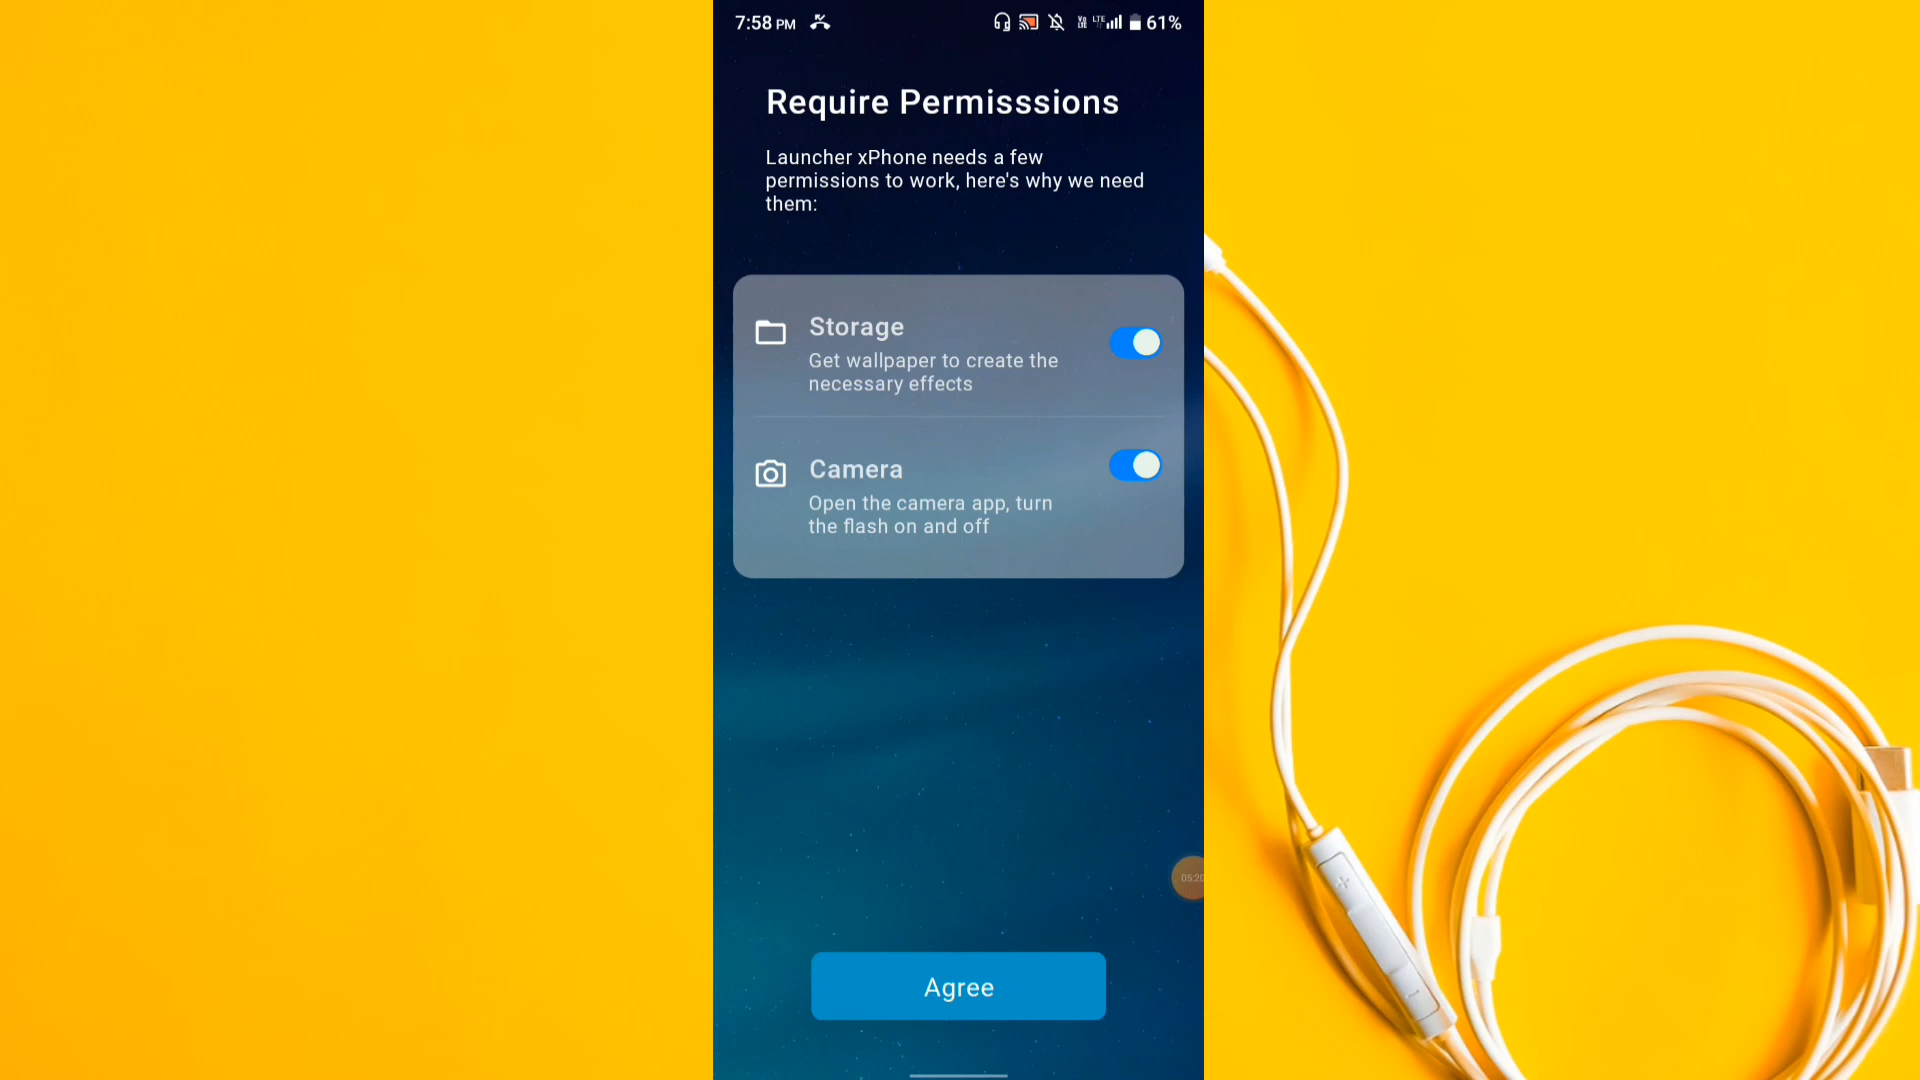 7:58 PM 61%
Require Permisssions
Launcher xPhone needs a few
permissions to work, here's why we need
them:
Storage
Get wallpaper to create the
necessary effects
Camera
Open the camera app, turn
the flash on and off
05:20
Agree